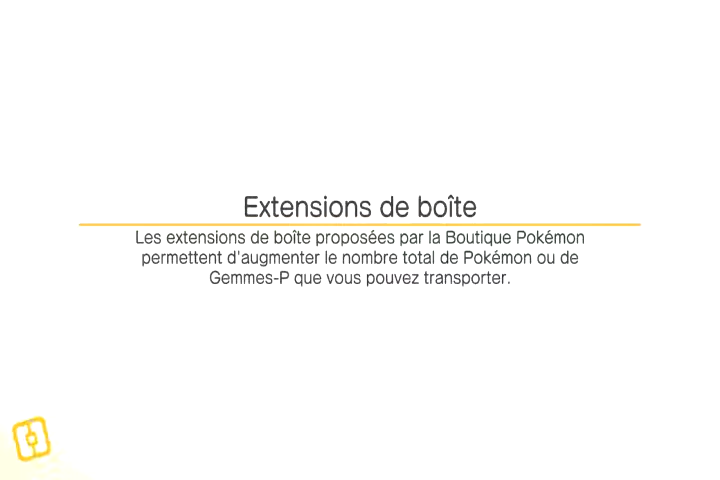 Extensions de boîte
Les extensions de boîte proposées par la Boutique Pokémon
permettent d'augmenter le nombre total de Pokémon ou de
Gemmes-P que vous pouvez transporter.